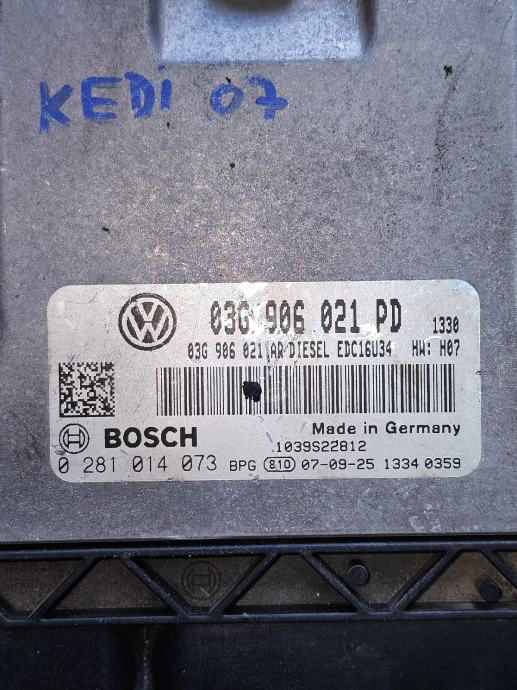 KEDİ 07
03G 906 021 PD 1330
03G 906 021 AR DIESEL EDC16U34 HW: H07
Made in Germany
BOSCH
1039S22812
0 281 014 073 BPG 810 07-09-25 1334 0359